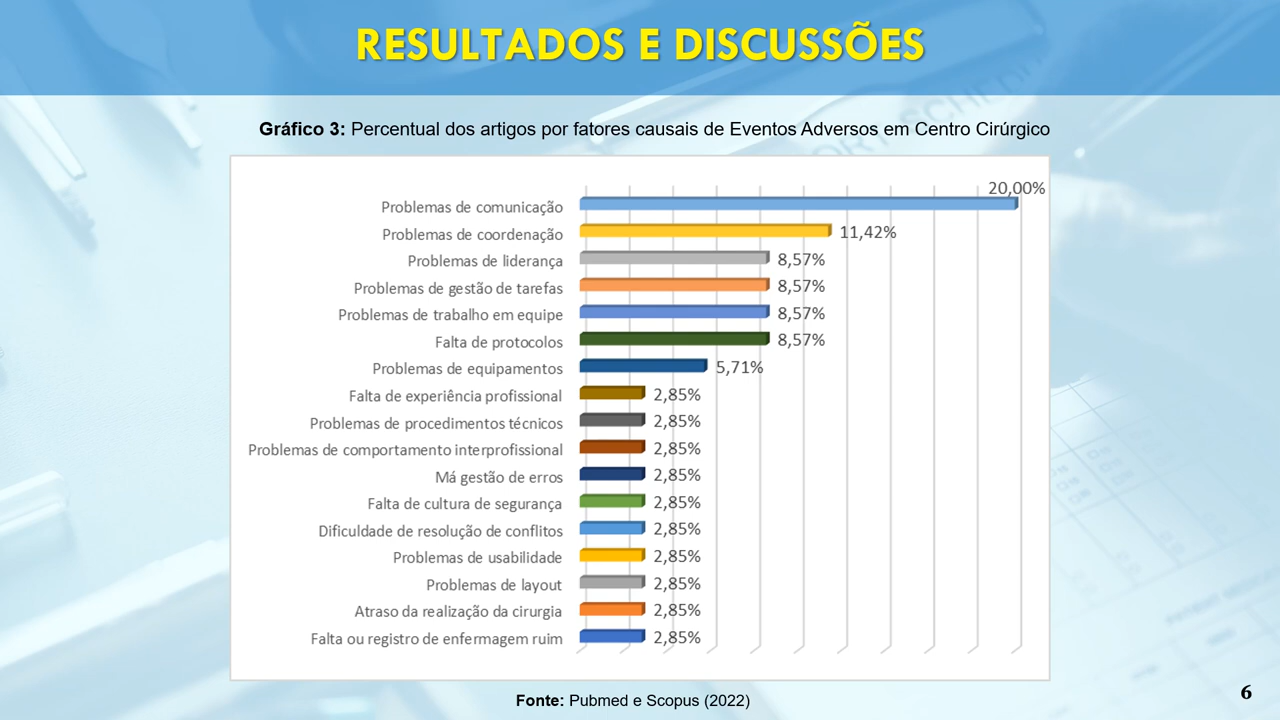 RESULTADOS E DISCUSSÕES
Gráfico 3: Percentual dos artigos por fatores causais de Eventos Adversos em Centro Cirúrgico
Problemas de comunicação 20,00%
Problemas de coordenação 11,42%
Problemas de liderança 8,57%
Problemas de gestão de tarefas 8,57%
Problemas de trabalho em equipe 8,57%
Falta de protocolos 8,57%
Problemas de equipamentos 5,71%
Falta de experiência profissional 2,85%
Problemas de procedimentos técnicos 2,85%
Problemas de comportamento interprofissional 2,85%
Má gestão de erros 2,85%
Falta de cultura de segurança 2,85%
Dificuldade de resolução de conflitos 2,85%
Problemas de usabilidade 2,85%
Problemas de layout 2,85%
Atraso da realização da cirurgia 2,85%
Falta ou registro de enfermagem ruim 2,85%
Fonte: Pubmed e Scopus (2022)
6